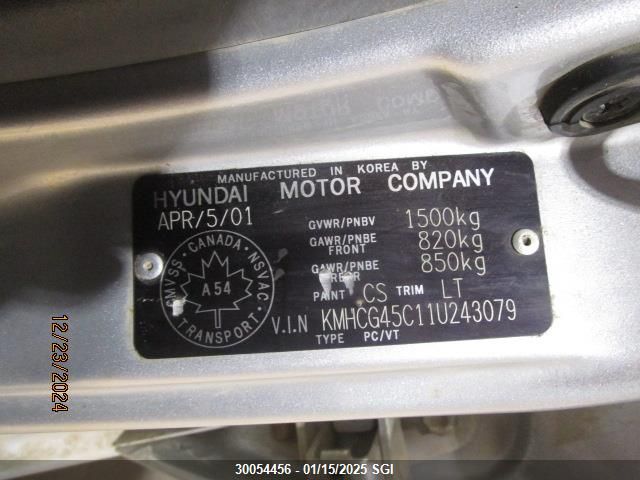 MANUFACTURED IN KOREA BY
HYUNDAI MOTOR COMPANY
APR/5/01
GVWR/PNBV 1500kg
GAWR/PNBE FRONT 820kg
GAWR/PNBE REAR 850kg
PAINT CS TRIM LT
V.I.N KMHCG45C11U243079
TYPE PC/VT
CANADA
CMVSS NSVAC
A 54
TRANSPORT
12/23/2024
30054456 - 01/15/2025 SGI